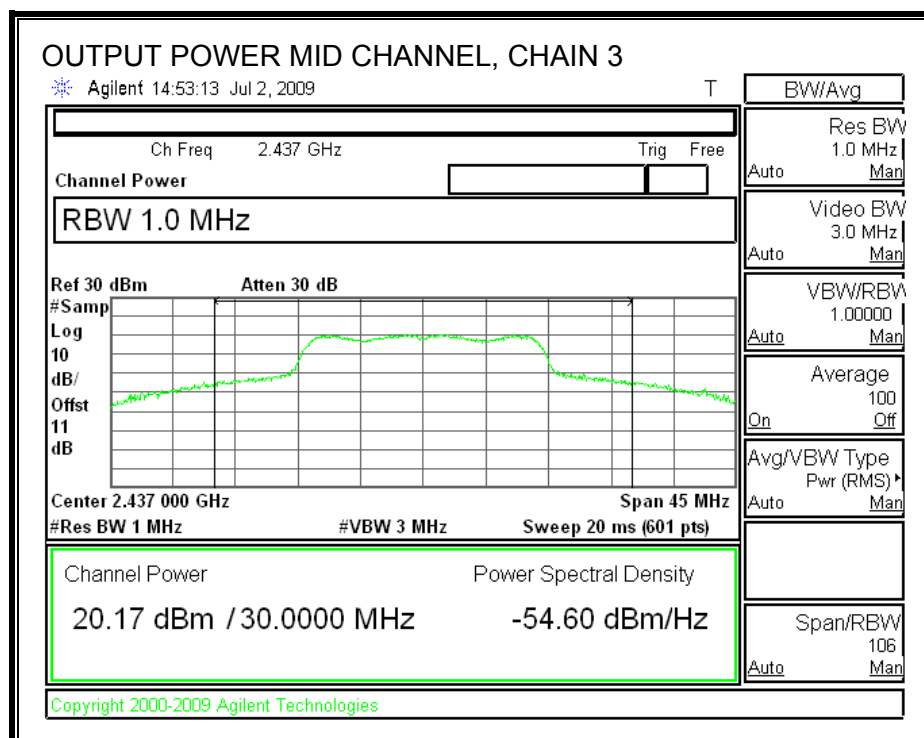 OUTPUT POWER MID CHANNEL, CHAIN 3
Agilent 14:53:13 Jul 2, 2009 T
Ch Freq 2.437 GHz Trig Free
Channel Power
RBW 1.0 MHz
Ref 30 dBm Atten 30 dB
#Samp
Log
10
dB/
Offst
11
dB
Center 2.437 000 GHz Span 45 MHz
#Res BW 1 MHz #VBW 3 MHz Sweep 20 ms (601 pts)
Channel Power Power Spectral Density
20.17 dBm / 30.0000 MHz -54.60 dBm/Hz
Copyright 2000-2009 Agilent Technologies
BW/Avg
Res BW
1.0 MHz
Auto Man
Video BW
3.0 MHz
Auto Man
VBW/RBW
1.00000
Auto Man
Average
100
On Off
Avg/VBW Type
Pwr (RMS)
Auto Man
Span/RBW
106
Auto Man